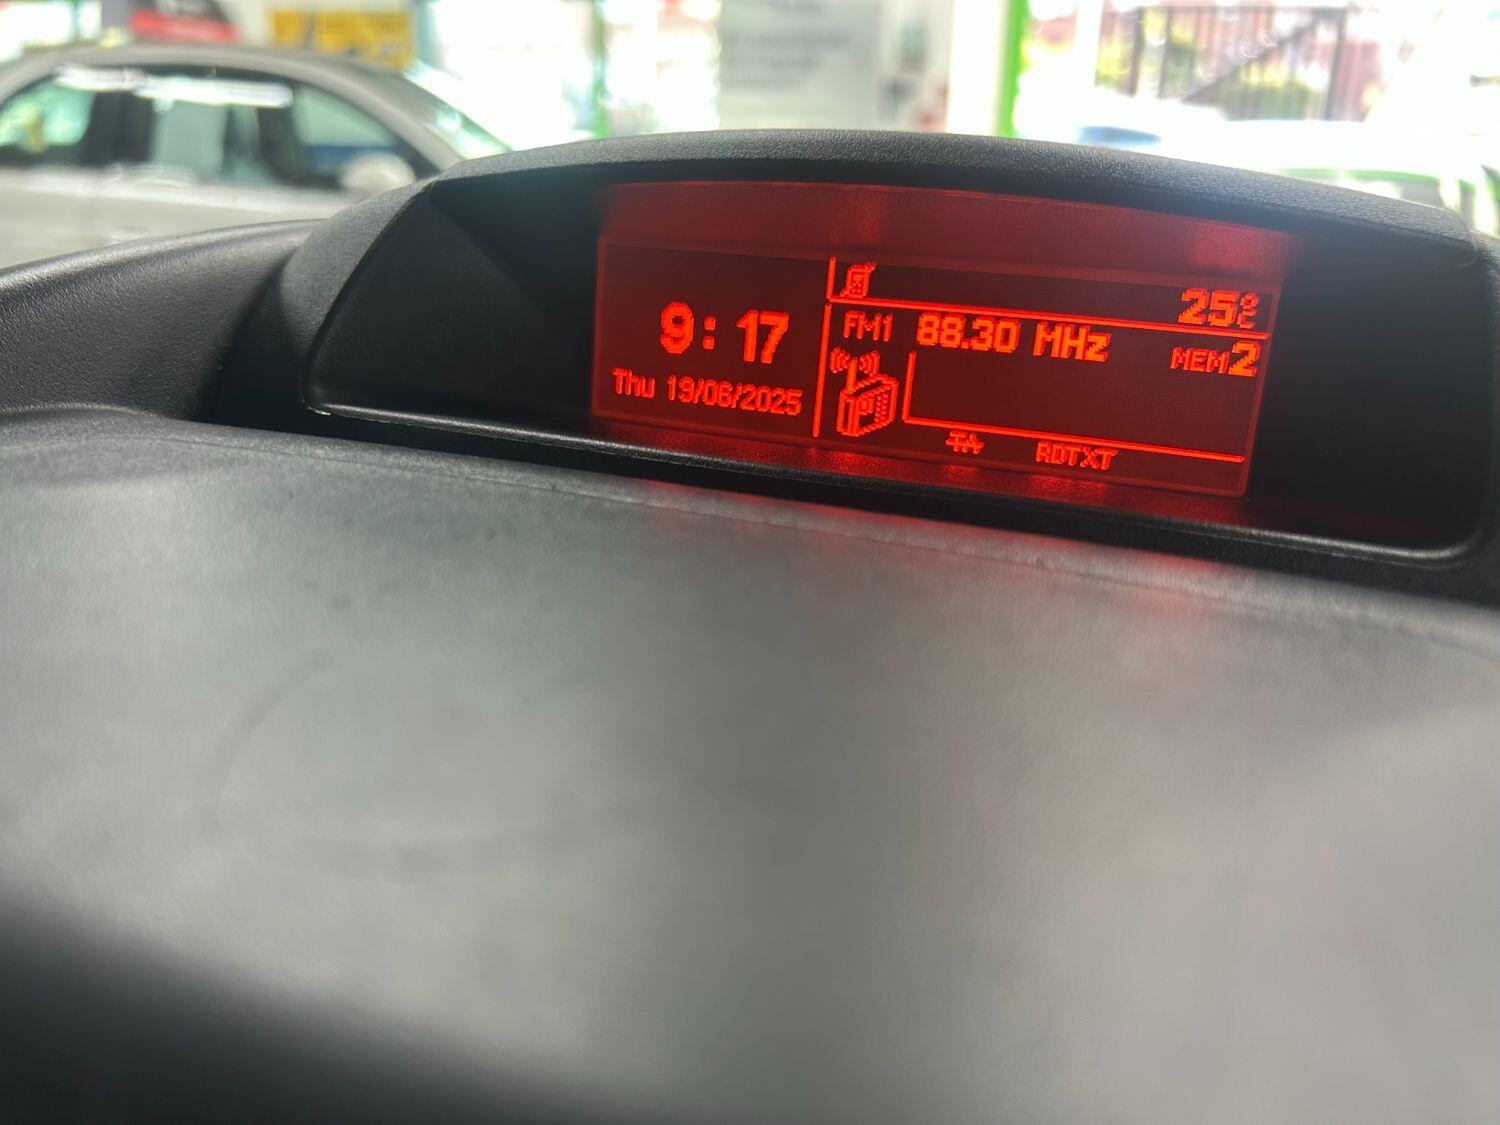 25°C
9:17
FM1 88.30 MHz MEM2
Thu 19/06/2025
TA RDTXT